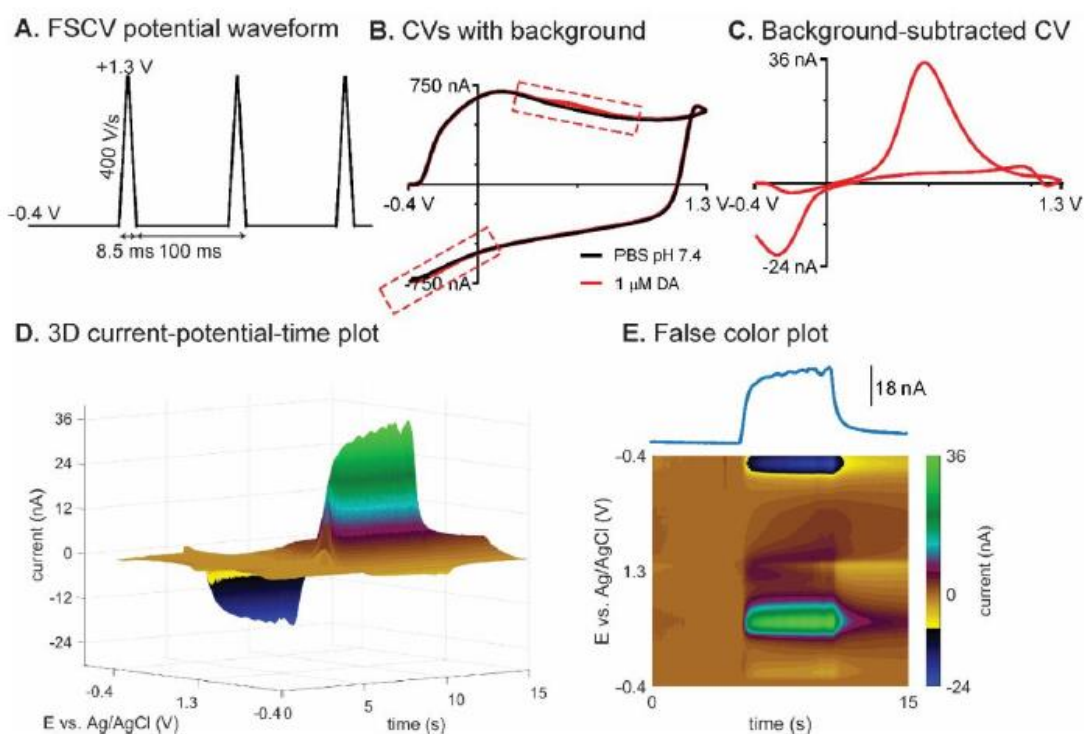 A. FSCV potential waveform
+1.3 V
400 V/s
-0.4 V
8.5 ms 100 ms
B. CVs with background
750 nA
-0.4 V
1.3 V
-750 nA
PBS pH 7.4
1 μM DA
C. Background-subtracted CV
36 nA
-0.4 V
1.3 V
-24 nA
D. 3D current-potential-time plot
current (nA)
36
24
12
0
-12
-24
-0.4
1.3
-0.4
E vs. Ag/AgCl (V)
0
5
10
15
time (s)
E. False color plot
18 nA
E vs. Ag/AgCl (V)
-0.4
1.3
-0.4
0
15
time (s)
36
0
-24
current (nA)